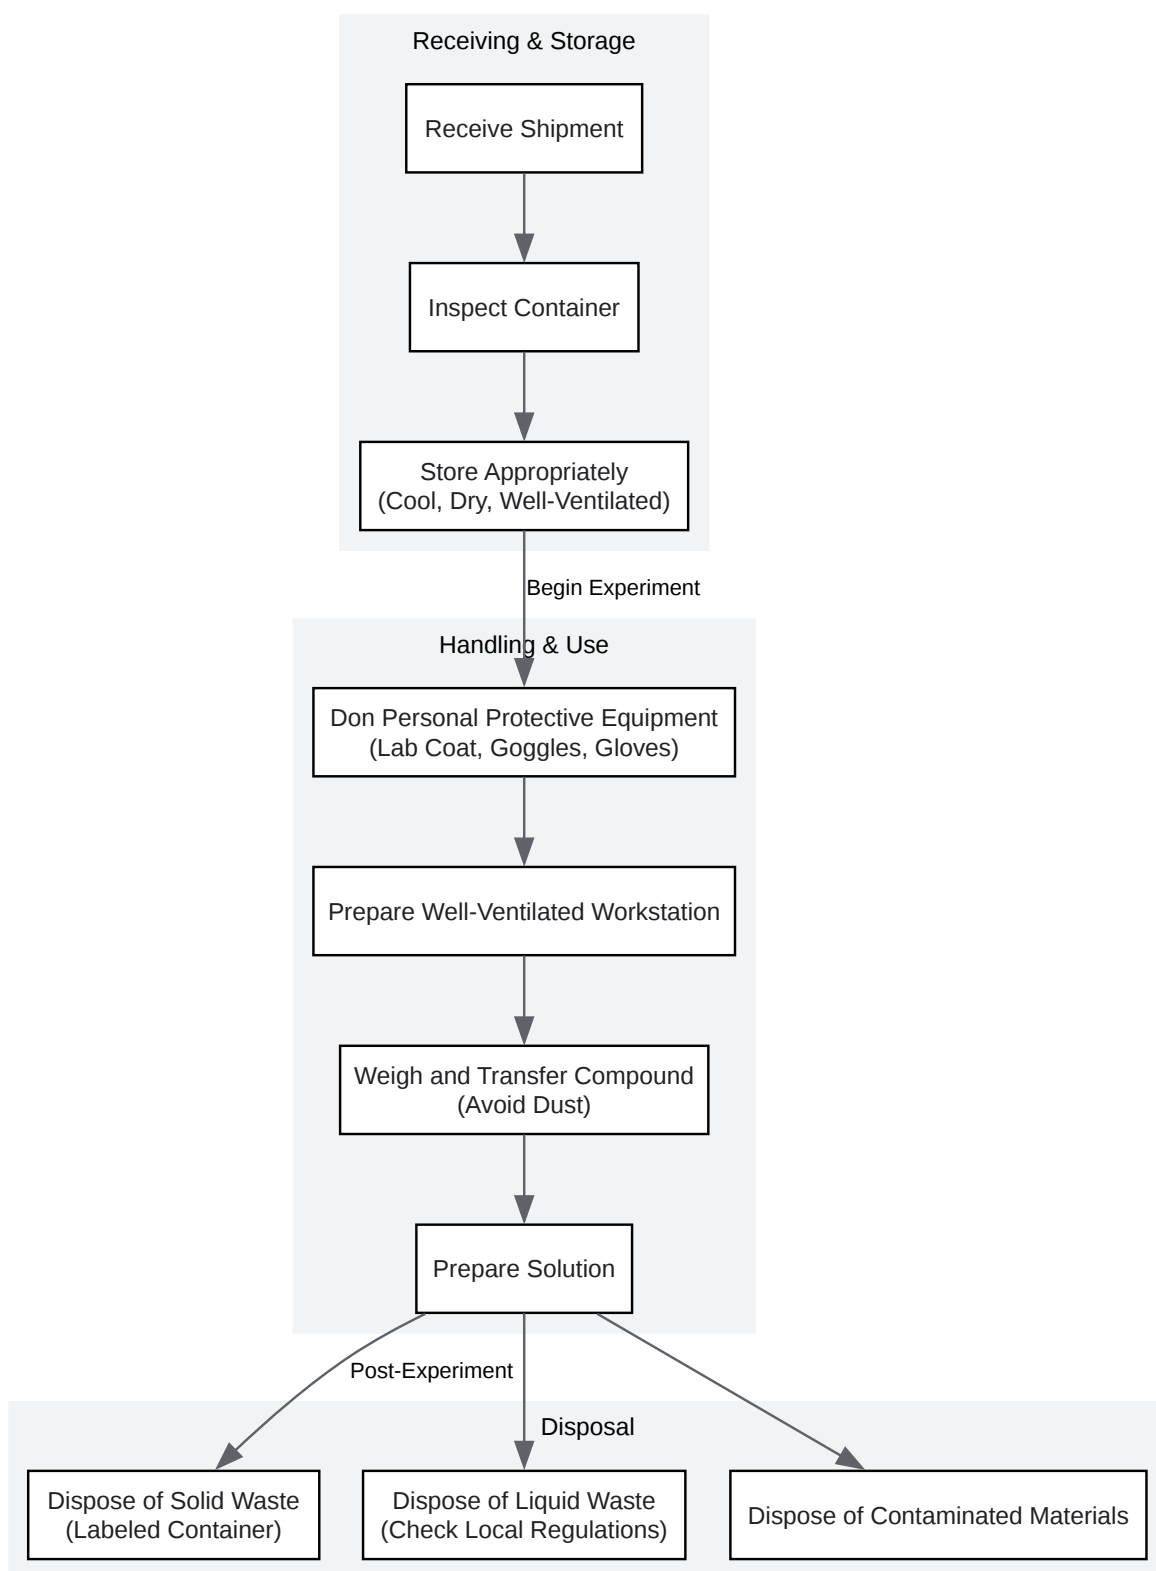 Receiving & Storage
Receive Shipment
Inspect Container
Store Appropriately
(Cool, Dry, Well-Ventilated)
Begin Experiment
Handling & Use
Don Personal Protective Equipment
(Lab Coat, Goggles, Gloves)
Prepare Well-Ventilated Workstation
Weigh and Transfer Compound
(Avoid Dust)
Prepare Solution
Post-Experiment
Disposal
Dispose of Solid Waste
(Labeled Container)
Dispose of Liquid Waste
(Check Local Regulations)
Dispose of Contaminated Materials